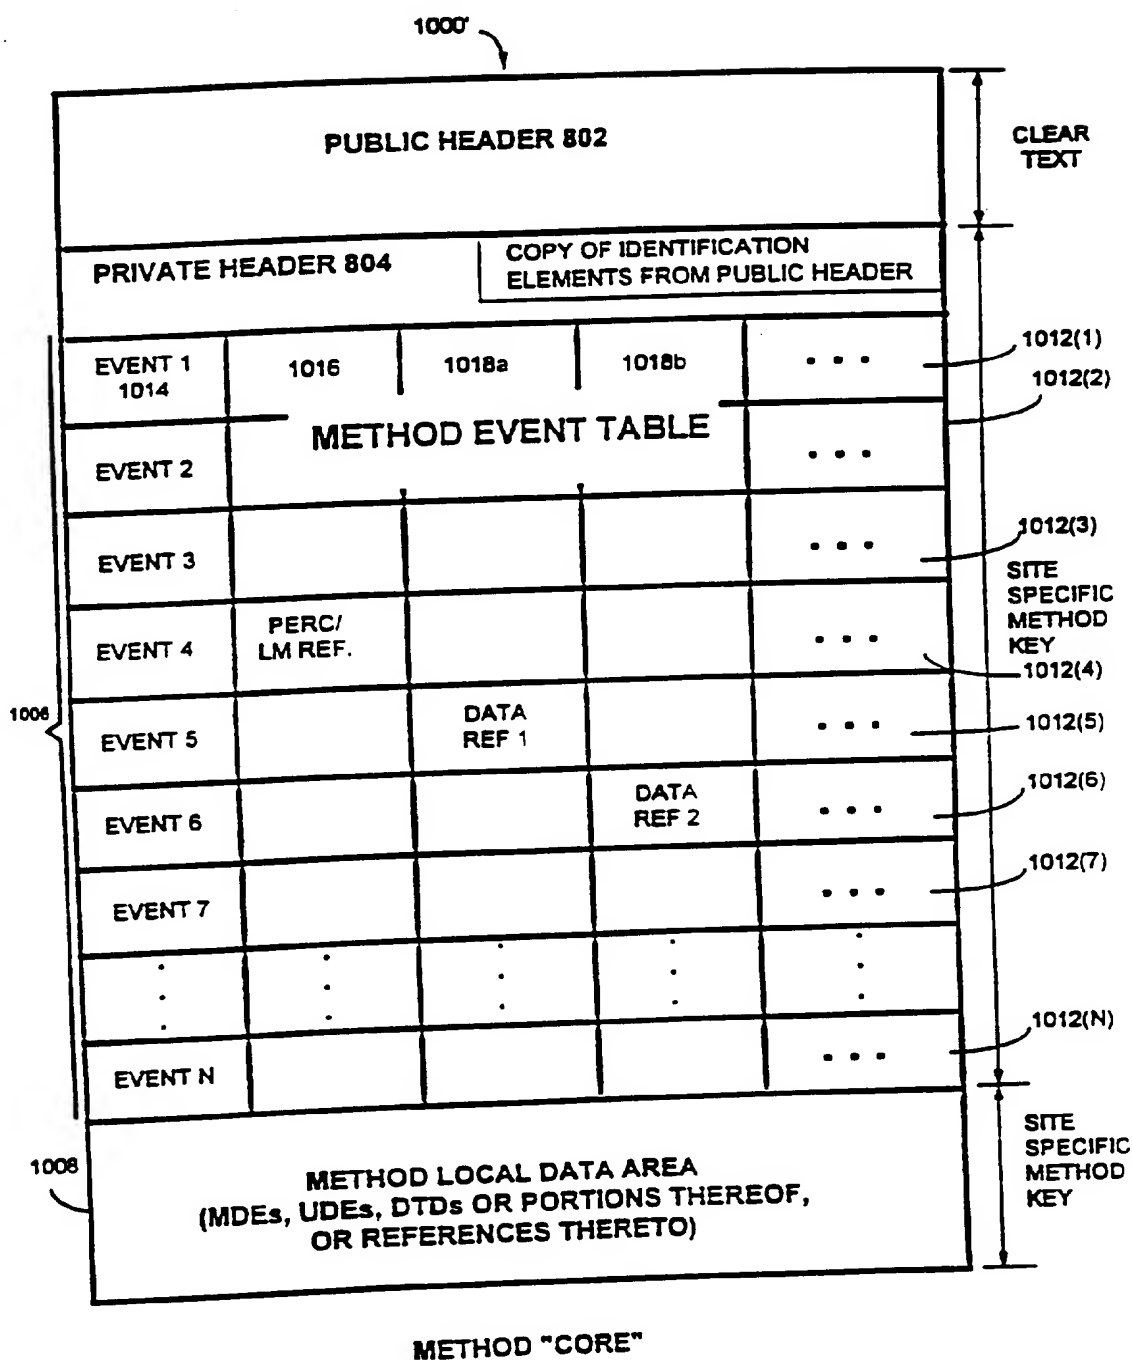 1000'
PUBLIC HEADER 802
CLEAR
TEXT
PRIVATE HEADER 804
COPY OF IDENTIFICATION
ELEMENTS FROM PUBLIC HEADER
EVENT 1
1014
1016
1018a
1018b
• • •
1012(1)
1012(2)
METHOD EVENT TABLE
EVENT 2
• • •
EVENT 3
• • •
1012(3)
SITE
SPECIFIC
METHOD
KEY
EVENT 4
PERC/
LM REF.
• • •
1012(4)
1006
EVENT 5
DATA
REF 1
• • •
1012(5)
EVENT 6
DATA
REF 2
• • •
1012(6)
EVENT 7
• • •
1012(7)
EVENT N
• • •
1012(N)
1008
METHOD LOCAL DATA AREA
(MDEs, UDEs, DTDs OR PORTIONS THEREOF,
OR REFERENCES THERETO)
SITE
SPECIFIC
METHOD
KEY
METHOD "CORE"